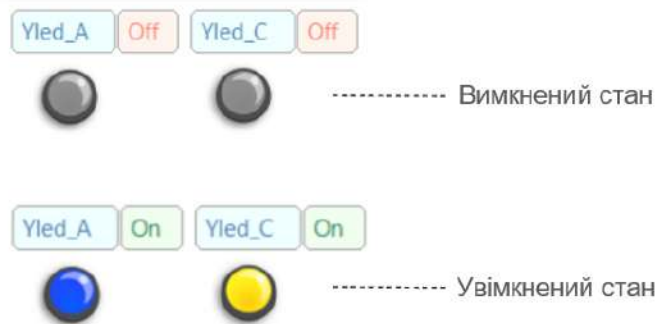 Yled_A Off Yled_C Off
Вимкнений стан
Yled_A On Yled_C On
Увімкнений стан